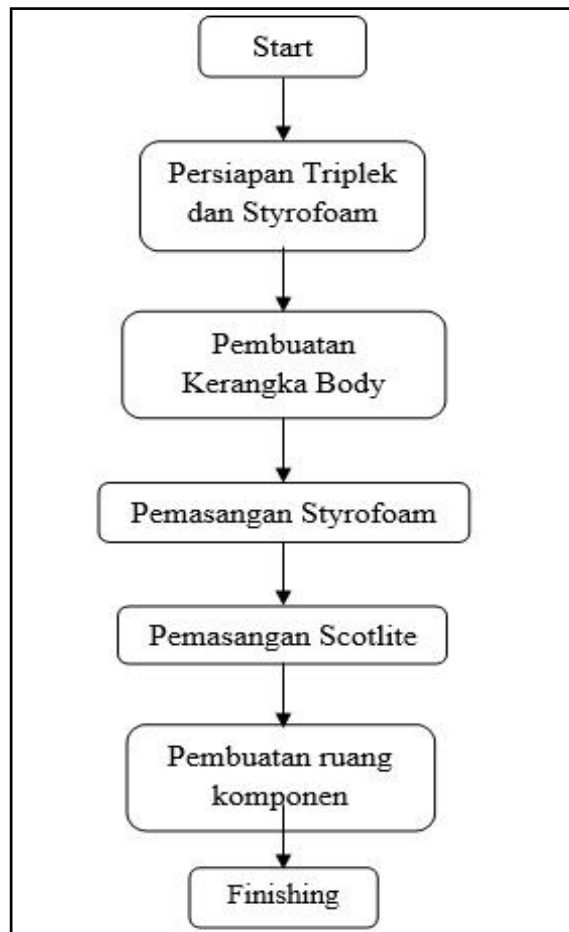 Start
Persiapan Triplek
dan Styrofoam
Pembuatan
Kerangka Body
Pemasangan Styrofoam
Pemasangan Scotlite
Pembuatan ruang
komponen
Finishing